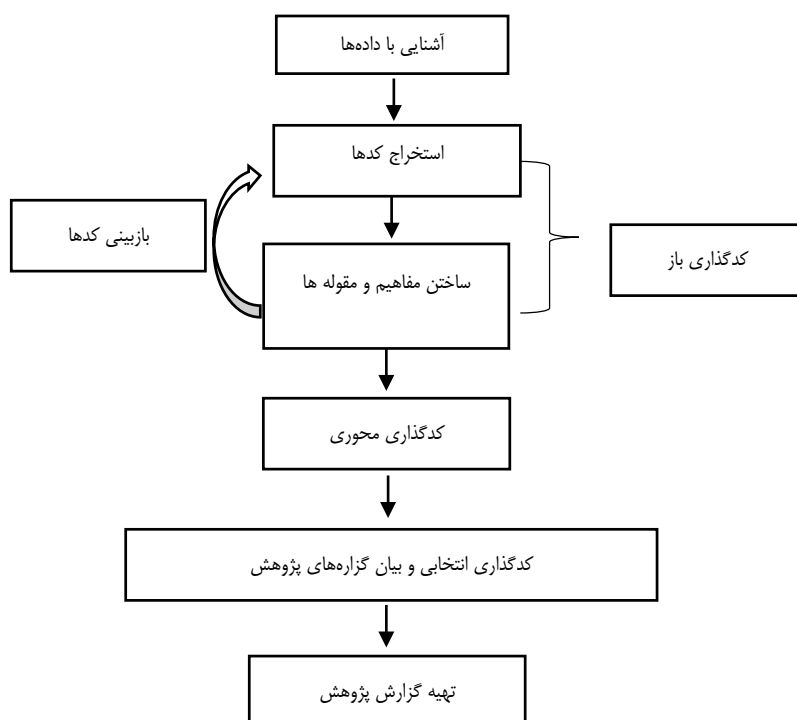 آشنایی با داده‌ها
استخراج کدها
بازبینی کدها
کدگذاری باز
ساختن مفاهیم و مقوله ها
کدگذاری محوری
کدگذاری انتخابی و بیان گزاره‌های پژوهش
تهیه گزارش پژوهش